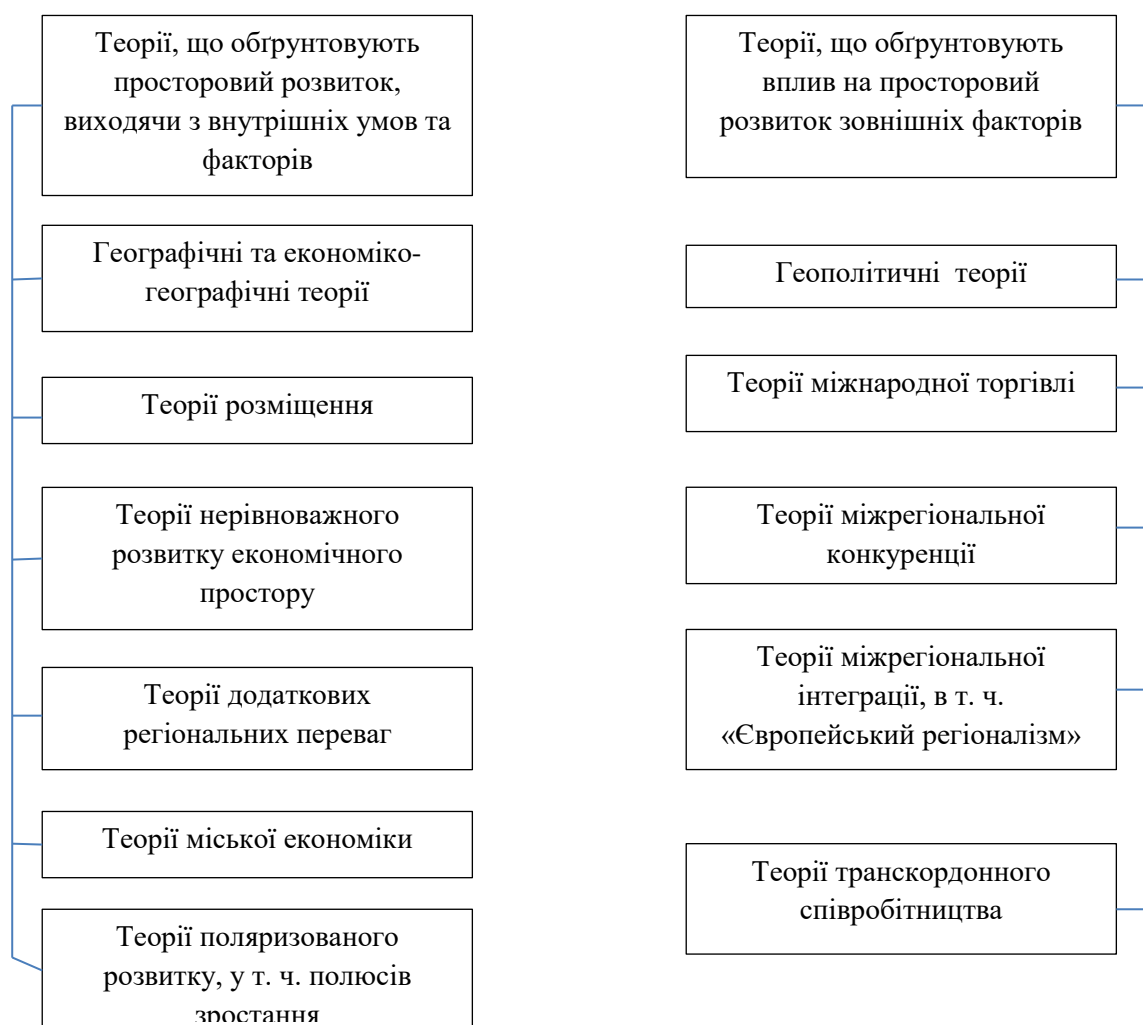 Теорії, що обґрунтовують
просторовий розвиток,
виходячи з внутрішніх умов та
факторів
Географічні та економіко-
географічні теорії
Теорії розміщення
Теорії нерівноважного
розвитку економічного
простору
Теорії додаткових
регіональних переваг
Теорії міської економіки
Теорії поляризованого
розвитку, у т. ч. полюсів
зростання
Теорії, що обґрунтовують
вплив на просторовий
розвиток зовнішніх факторів
Геополітичні теорії
Теорії міжнародної торгівлі
Теорії міжрегіональної
конкуренції
Теорії міжрегіональної
інтеграції, в т. ч.
«Європейський регіоналізм»
Теорії транскордонного
співробітництва